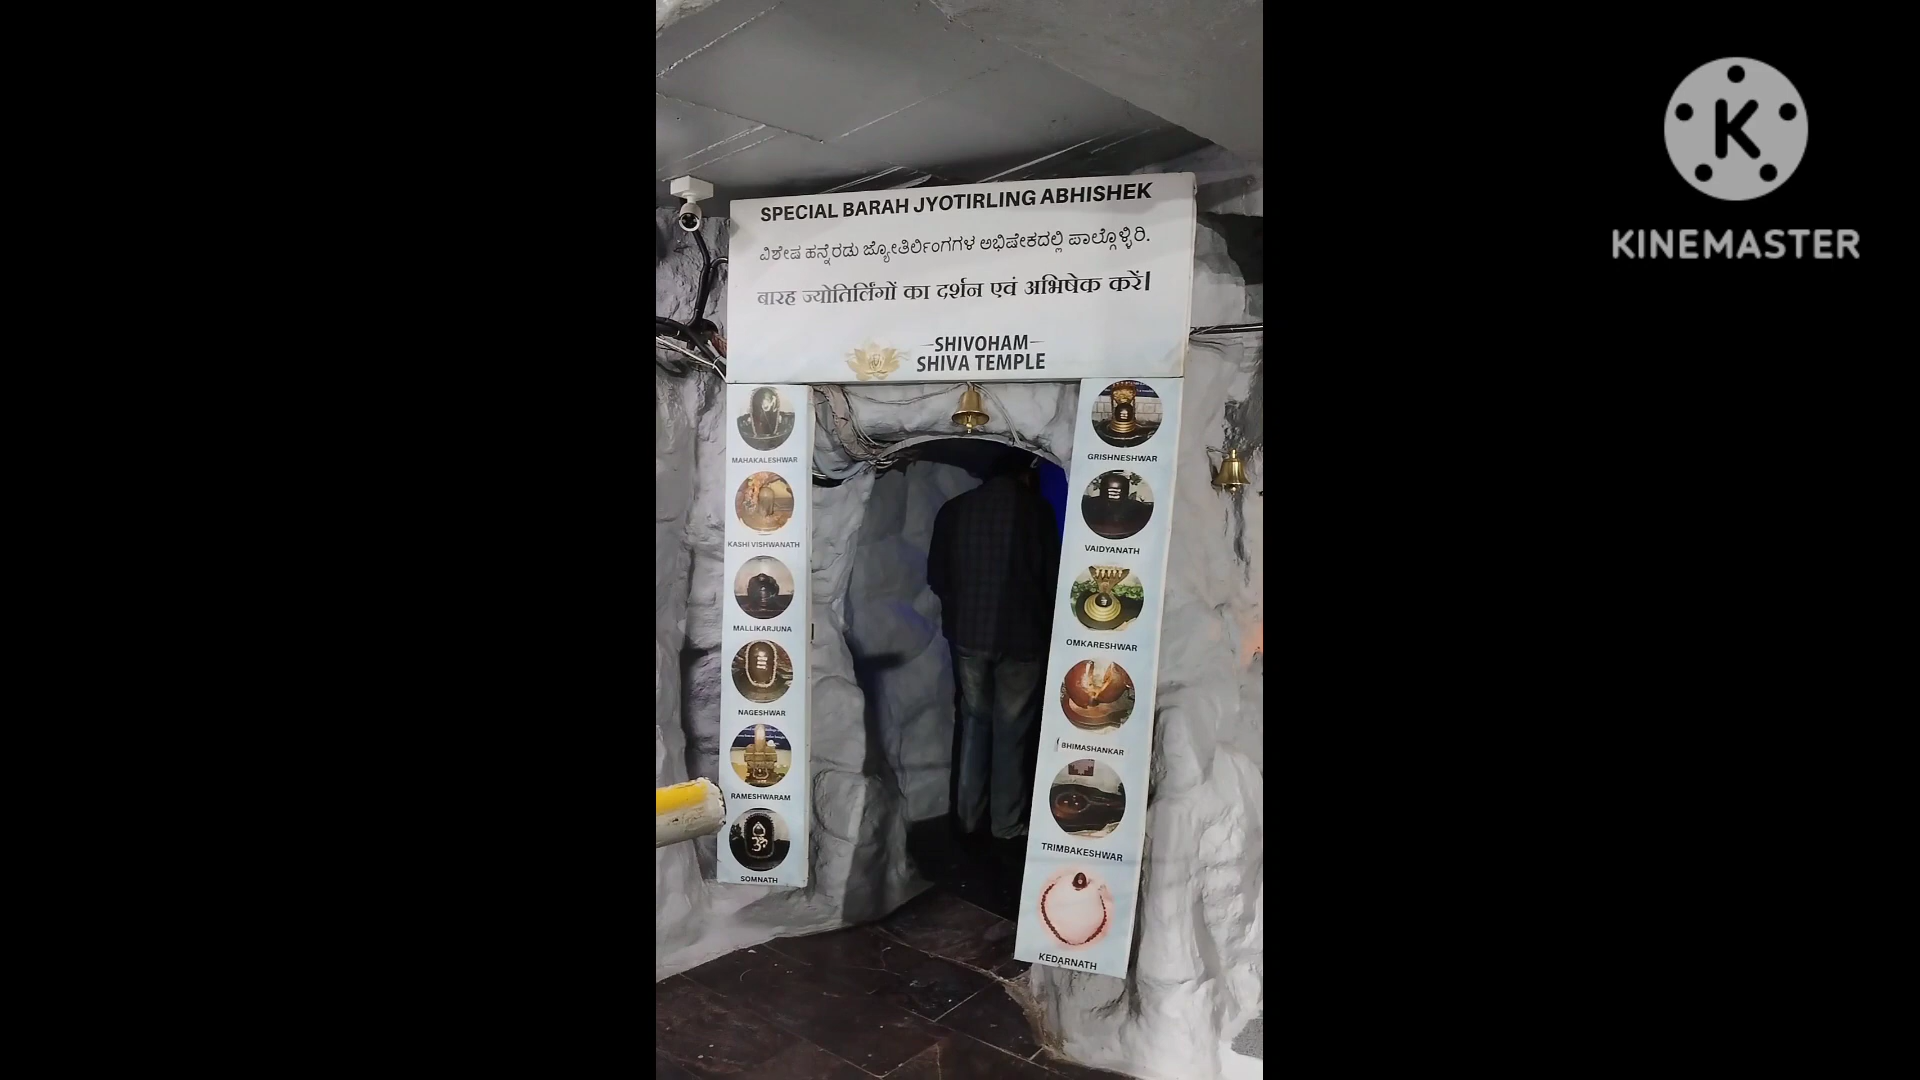 SPECIAL BARAH JYOTIRLING ABHISHEK
ವಿಶೇಷ ಹನ್ನೆರಡು ಜ್ಯೋತಿರ್ಲಿಂಗಗಳ ಅಭಿಷೇಕದಲ್ಲಿ ಪಾಲ್ಗೊಳ್ಳಿರಿ.
बारह ज्योतिर्लिंगों का दर्शन एवं अभिषेक करें|
SHIVOHAM
SHIVA TEMPLE
MAHAKALESHWAR
KASHI VISHWANATH
MALLIKARJUNA
NAGESHWAR
RAMESHWARAM
SOMNATH
GRISHNESHWAR
VAIDYANATH
OMKARESHWAR
BHIMASHANKAR
TRIMBAKESHWAR
KEDARNATH
K
KINEMASTER